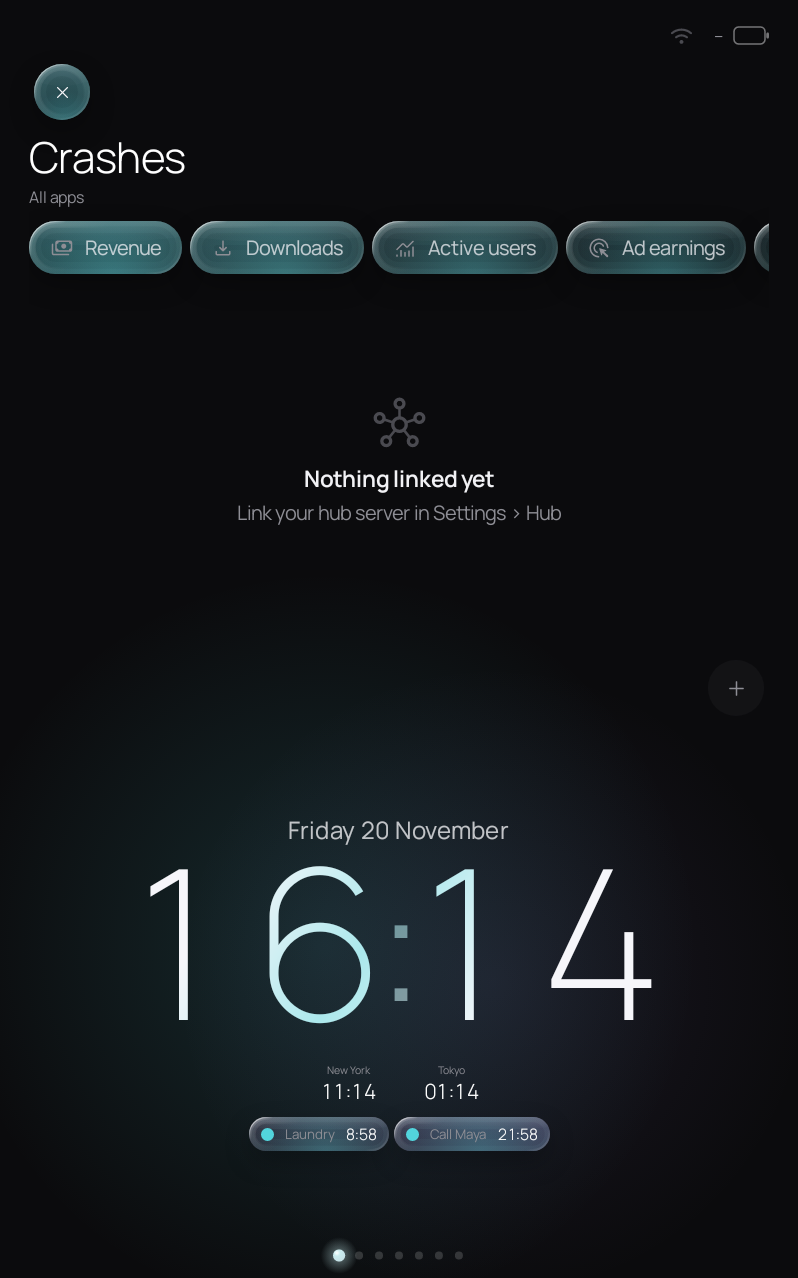 –
Crashes
All apps
Revenue
Downloads
Active users
Ad earnings
Nothing linked yet
Link your hub server in Settings > Hub
Friday 20 November
16:14
New York
Tokyo
11:14
01:14
Laundry 8:58
Call Maya 21:58